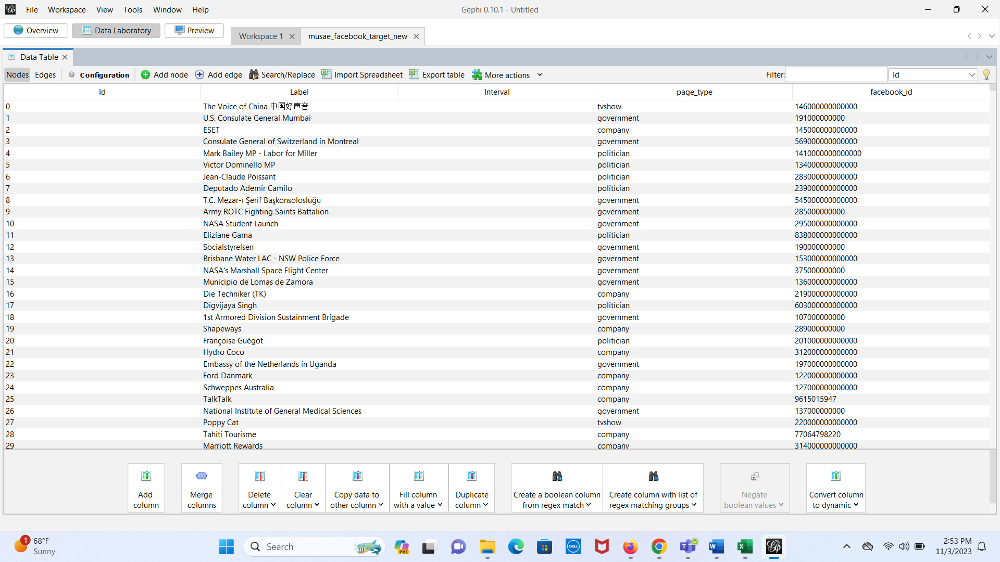 File Workspace View Tools Window Help Gephi 0.10.1 - Untitled
Overview Data Laboratory Preview Workspace 1 musae_facebook_target_new
Data Table
Nodes Edges Configuration Add node Add edge Search/Replace Import Spreadsheet Export table More actions Filter: Id
Id Label Interval page_type facebook_id
0 The Voice of China 中国好声音 tvshow 146000000000000
1 U.S. Consulate General Mumbai government 191000000000
2 ESET company 145000000000000
3 Consulate General of Switzerland in Montreal government 569000000000000
4 Mark Bailey MP - Labor for Miller politician 1410000000000000
5 Victor Dominello MP politician 134000000000000
6 Jean-Claude Poissant politician 283000000000000
7 Deputado Ademir Camilo politician 239000000000000
8 T.C. Mezar-ı Şerif Başkonsolosluğu government 545000000000000
9 Army ROTC Fighting Saints Battalion government 285000000000
10 NASA Student Launch government 295000000000000
11 Eliziane Gama politician 838000000000000
12 Socialstyrelsen government 190000000000
13 Brisbane Water LAC - NSW Police Force government 153000000000000
14 NASA's Marshall Space Flight Center government 375000000000
15 Municipio de Lomas de Zamora government 136000000000000
16 Die Techniker (TK) company 219000000000000
17 Digvijaya Singh politician 603000000000000
18 1st Armored Division Sustainment Brigade government 107000000000
19 Shapeways company 289000000000
20 Françoise Guégot politician 201000000000000
21 Hydro Coco company 312000000000000
22 Embassy of the Netherlands in Uganda government 197000000000000
23 Ford Danmark company 122000000000000
24 Schweppes Australia company 127000000000000
25 TalkTalk company 9615015947
26 National Institute of General Medical Sciences government 137000000000
27 Poppy Cat tvshow 220000000000000
28 Tahiti Tourisme company 77064798220
29 Marriott Rewards company 314000000000000
Add column
Merge columns
Delete column
Clear column
Copy data to other column
Fill column with a value
Duplicate column
Create a boolean column from regex match
Create column with list of regex matching groups
Negate boolean values
Convert column to dynamic
1 68°F
Sunny
Search
PRE
DELL
2:53 PM
11/3/2023